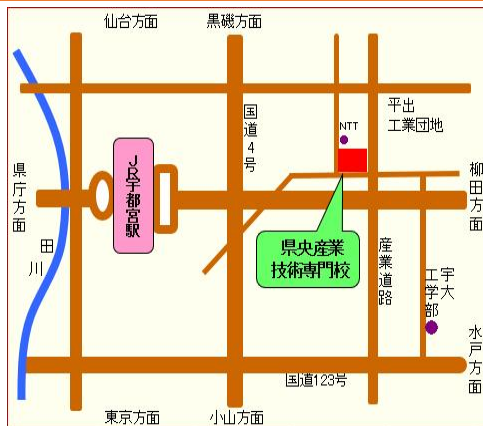 仙台方面
黒磯方面
国道4号
平出
工業団地
NTT
JR宇都宮駅
県庁方面
柳田方面
田川
県央産業
技術専門校
産業道路
宇大
工学部
水戸方面
国道123号
東京方面
小山方面